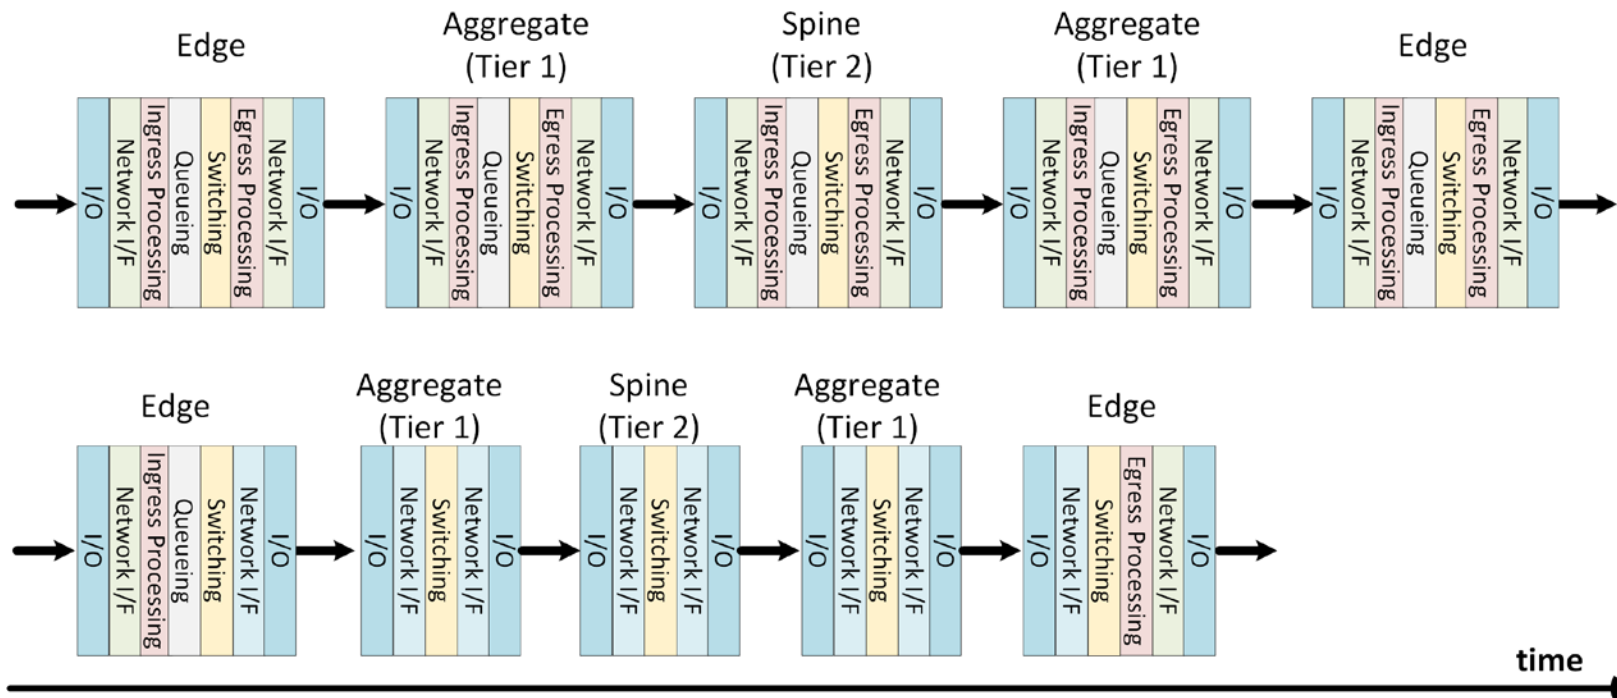 Edge
Aggregate
(Tier 1)
Spine
(Tier 2)
Aggregate
(Tier 1)
Edge
I/O
Network I/F
Ingress Processing
Queueing
Switching
Egress Processing
Network I/F
I/O
I/O
Network I/F
Ingress Processing
Queueing
Switching
Egress Processing
Network I/F
I/O
I/O
Network I/F
Ingress Processing
Queueing
Switching
Egress Processing
Network I/F
I/O
I/O
Network I/F
Ingress Processing
Queueing
Switching
Egress Processing
Network I/F
I/O
I/O
Network I/F
Ingress Processing
Queueing
Switching
Egress Processing
Network I/F
I/O
Edge
Aggregate
(Tier 1)
Spine
(Tier 2)
Aggregate
(Tier 1)
Edge
I/O
Network I/F
Ingress Processing
Queueing
Switching
Network I/F
I/O
I/O
Network I/F
Switching
Network I/F
I/O
I/O
Network I/F
Switching
Network I/F
I/O
I/O
Network I/F
Switching
Network I/F
I/O
I/O
Network I/F
Switching
Egress Processing
Network I/F
I/O
time